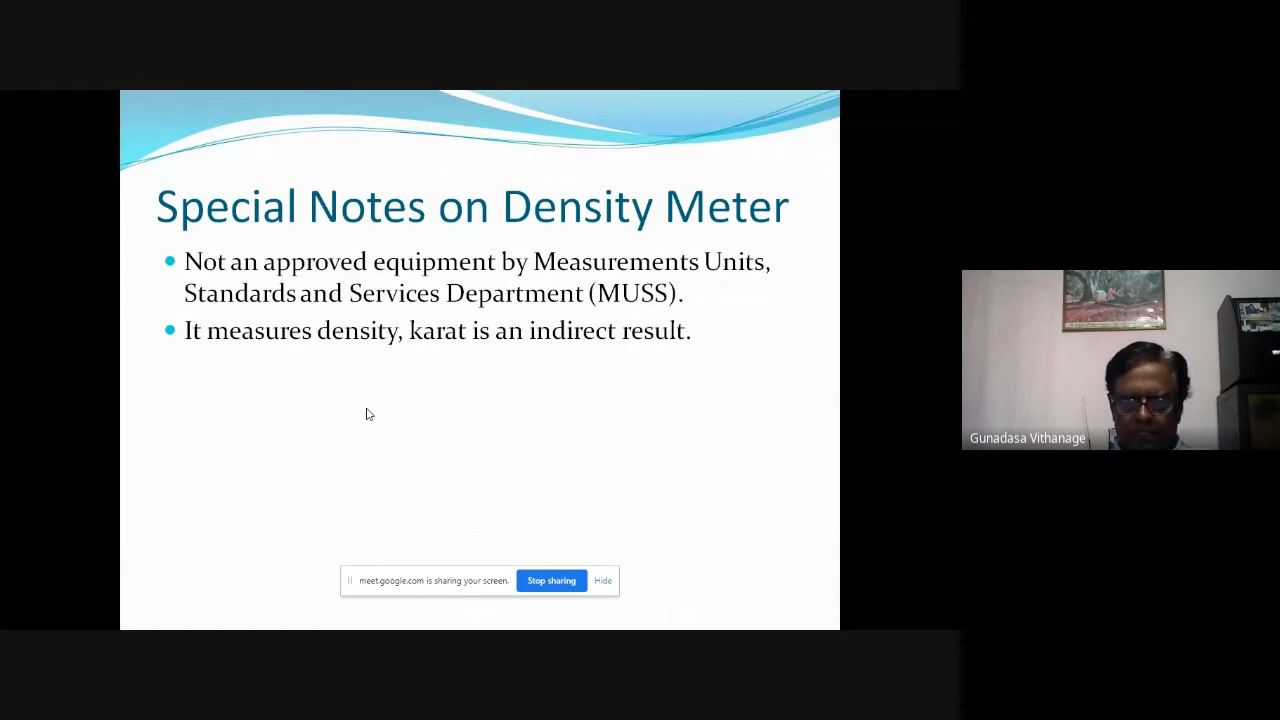 Special Notes on Density Meter
Not an approved equipment by Measurements Units,
Standards and Services Department (MUSS).
It measures density, karat is an indirect result.
meet.google.com is sharing your screen.
Stop sharing
Hide
Gunadasa Vithanage